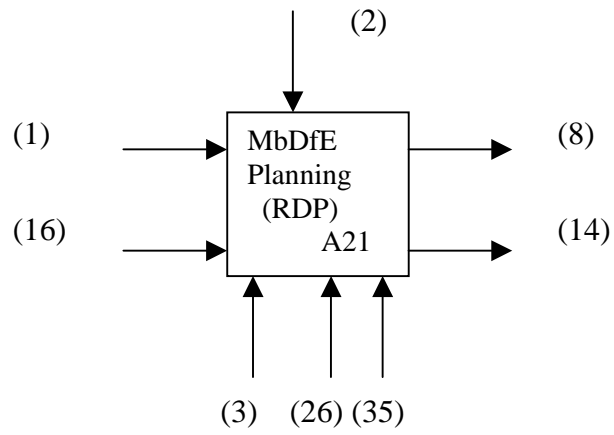 (2)
(1)
MbDfE
(8)
Planning
(RDP)
(16)
A21
(14)
(3) (26) (35)